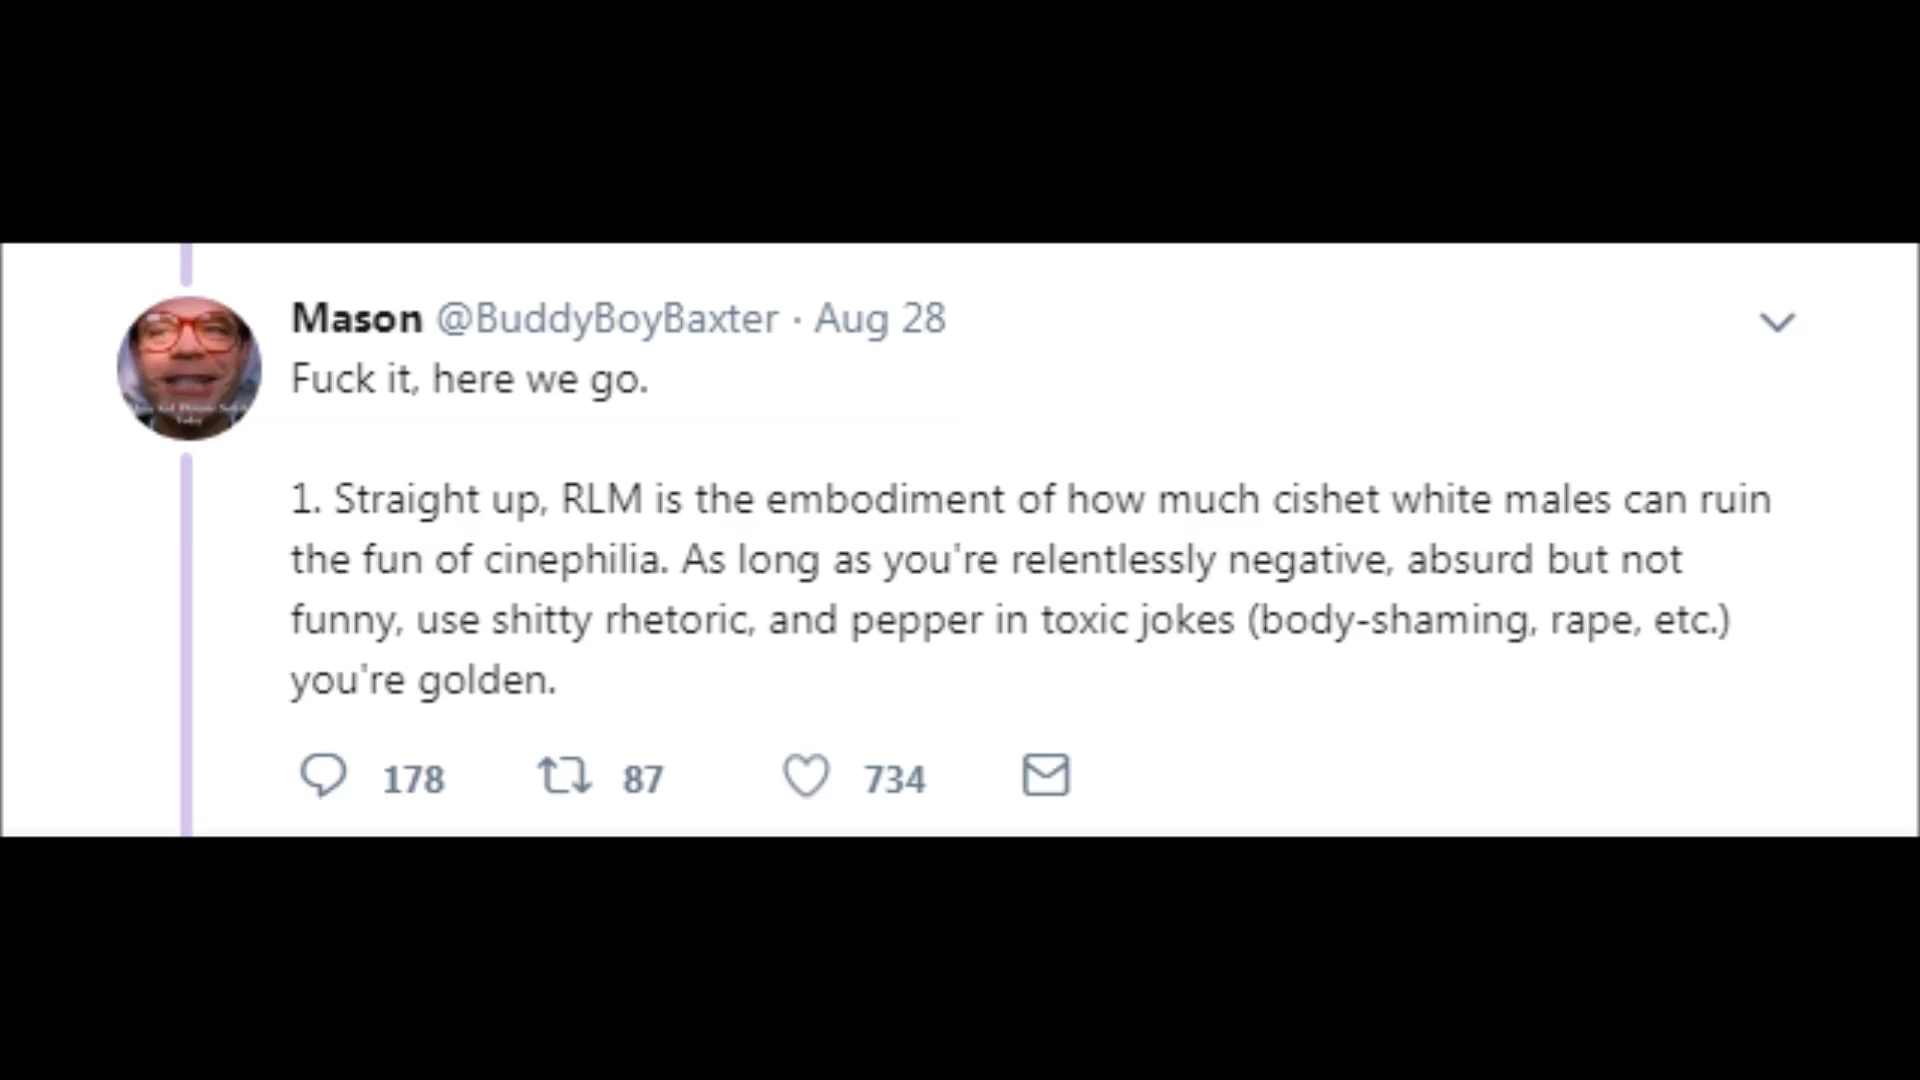 Mason @BuddyBoyBaxter · Aug 28
Fuck it, here we go.
1. Straight up, RLM is the embodiment of how much cishet white males can ruin
the fun of cinephilia. As long as you're relentlessly negative, absurd but not
funny, use shitty rhetoric, and pepper in toxic jokes (body-shaming, rape, etc.)
you're golden.
178 87 734